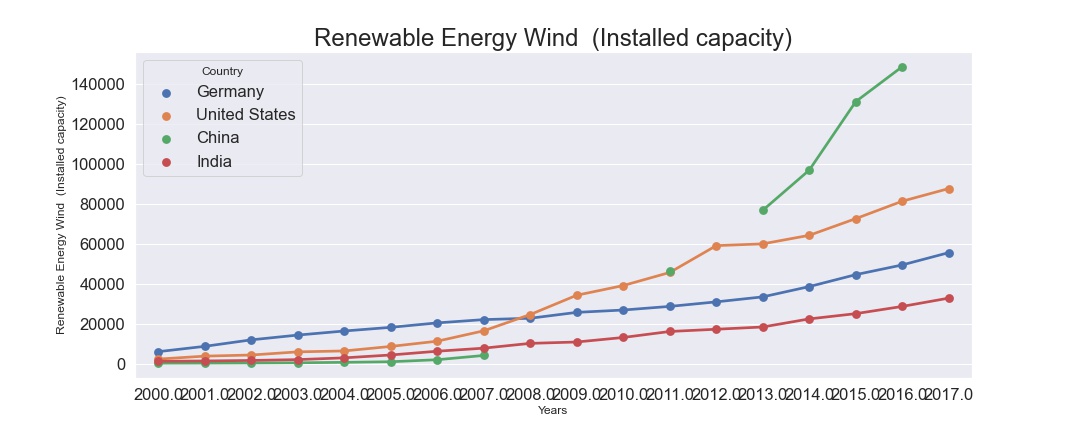 Renewable Energy Wind  (Installed capacity)
Country
Germany
United States
China
India
Renewable Energy Wind  (Installed capacity)
140000
120000
100000
80000
60000
40000
20000
0
2000.0 2001.0 2002.0 2003.0 2004.0 2005.0 2006.0 2007.0 2008.0 2009.0 2010.0 2011.0 2012.0 2013.0 2014.0 2015.0 2016.0 2017.0
Years